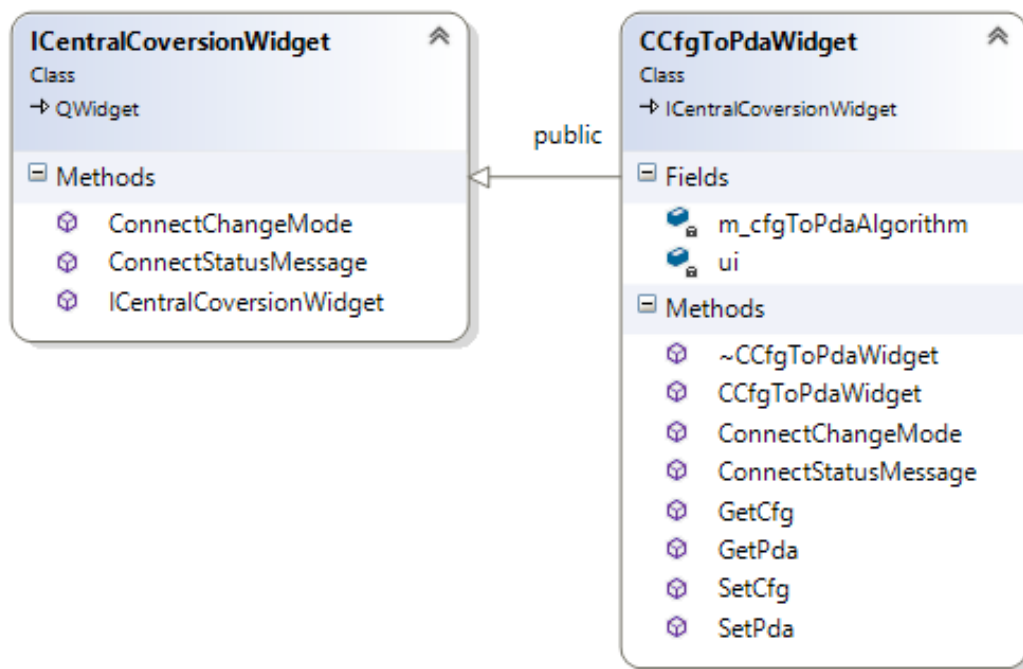 ICentralCoversionWidget
Class
QWidget
Methods
ConnectChangeMode
ConnectStatusMessage
ICentralCoversionWidget
public
CCfgToPdaWidget
Class
ICentralCoversionWidget
Fields
m_cfgToPdaAlgorithm
ui
Methods
~CCfgToPdaWidget
CCfgToPdaWidget
ConnectChangeMode
ConnectStatusMessage
GetCfg
GetPda
SetCfg
SetPda